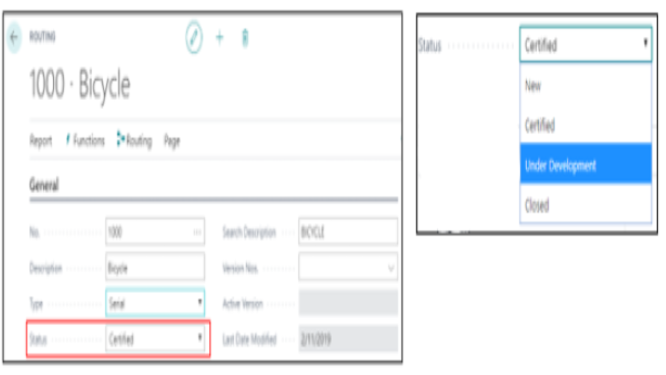 ROUTING
1000 · Bicycle
Report Functions Routing Page
General
No. 1000 Search Description BICYCLE
Description Bicycle Version Nos.
Type Serial Active Version
Status Certified Last Date Modified 2/11/2019
Status Certified
New
Certified
Under Development
Closed